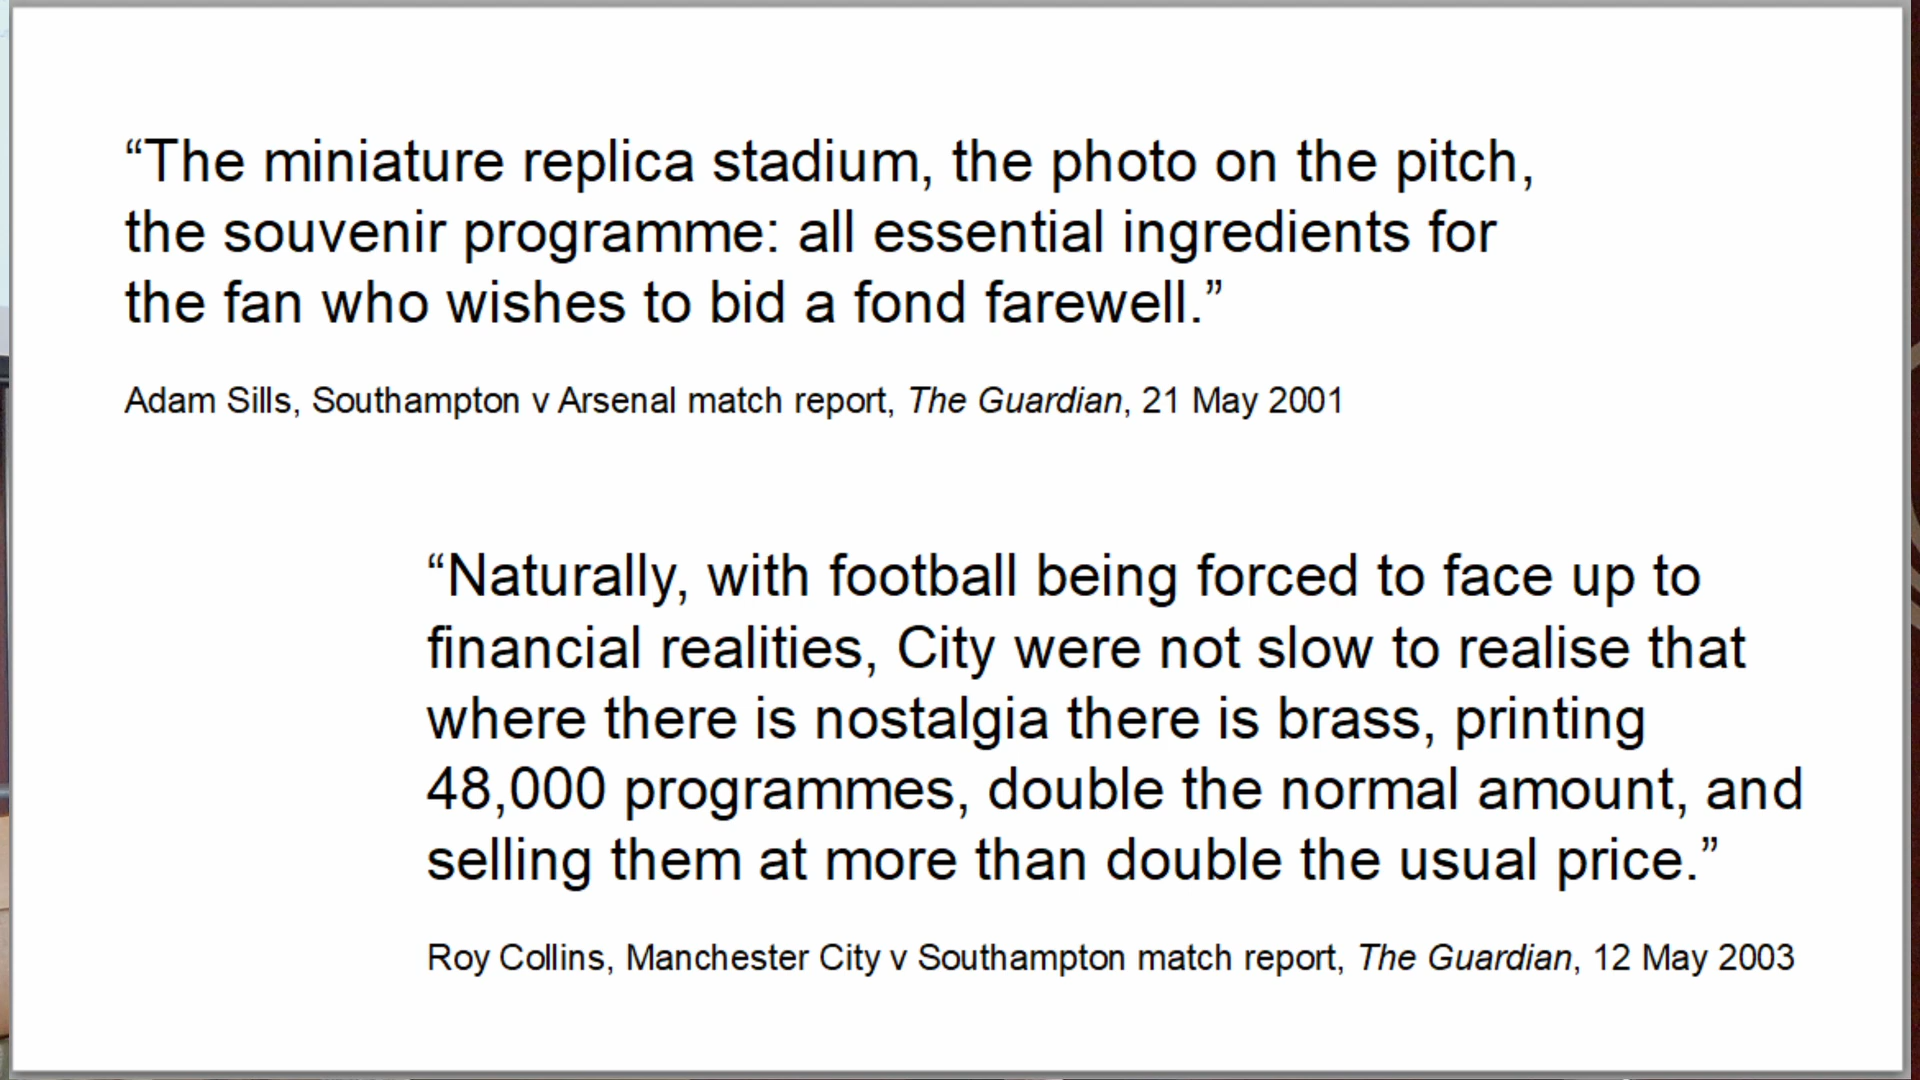 “The miniature replica stadium, the photo on the pitch,
the souvenir programme: all essential ingredients for
the fan who wishes to bid a fond farewell.”
Adam Sills, Southampton v Arsenal match report, The Guardian, 21 May 2001
“Naturally, with football being forced to face up to
financial realities, City were not slow to realise that
where there is nostalgia there is brass, printing
48,000 programmes, double the normal amount, and
selling them at more than double the usual price.”
Roy Collins, Manchester City v Southampton match report, The Guardian, 12 May 2003